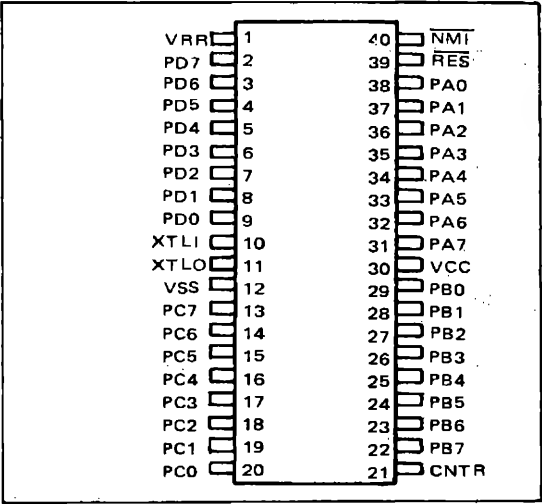 VRR 1 40 N̅M̅I̅
PD7 2 39 R̅E̅S̅
PD6 3 38 PA0
PD5 4 37 PA1
PD4 5 36 PA2
PD3 6 35 PA3
PD2 7 34 PA4
PD1 8 33 PA5
PD0 9 32 PA6
XTLI 10 31 PA7
XTLO 11 30 VCC
VSS 12 29 PB0
PC7 13 28 PB1
PC6 14 27 PB2
PC5 15 26 PB3
PC4 16 25 PB4
PC3 17 24 PB5
PC2 18 23 PB6
PC1 19 22 PB7
PC0 20 21 CNTR